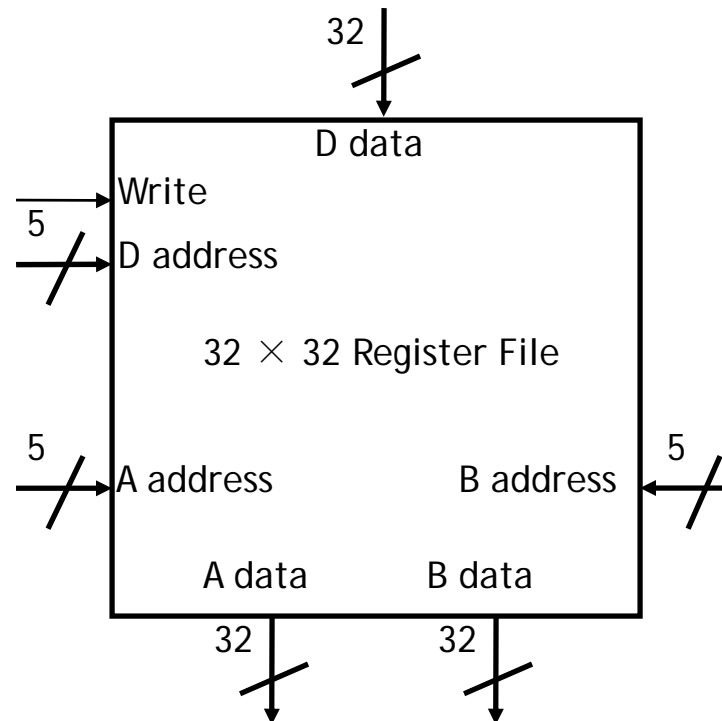 32
D data
Write
5
D address
32 × 32 Register File
5
5
A address
B address
A data
B data
32
32